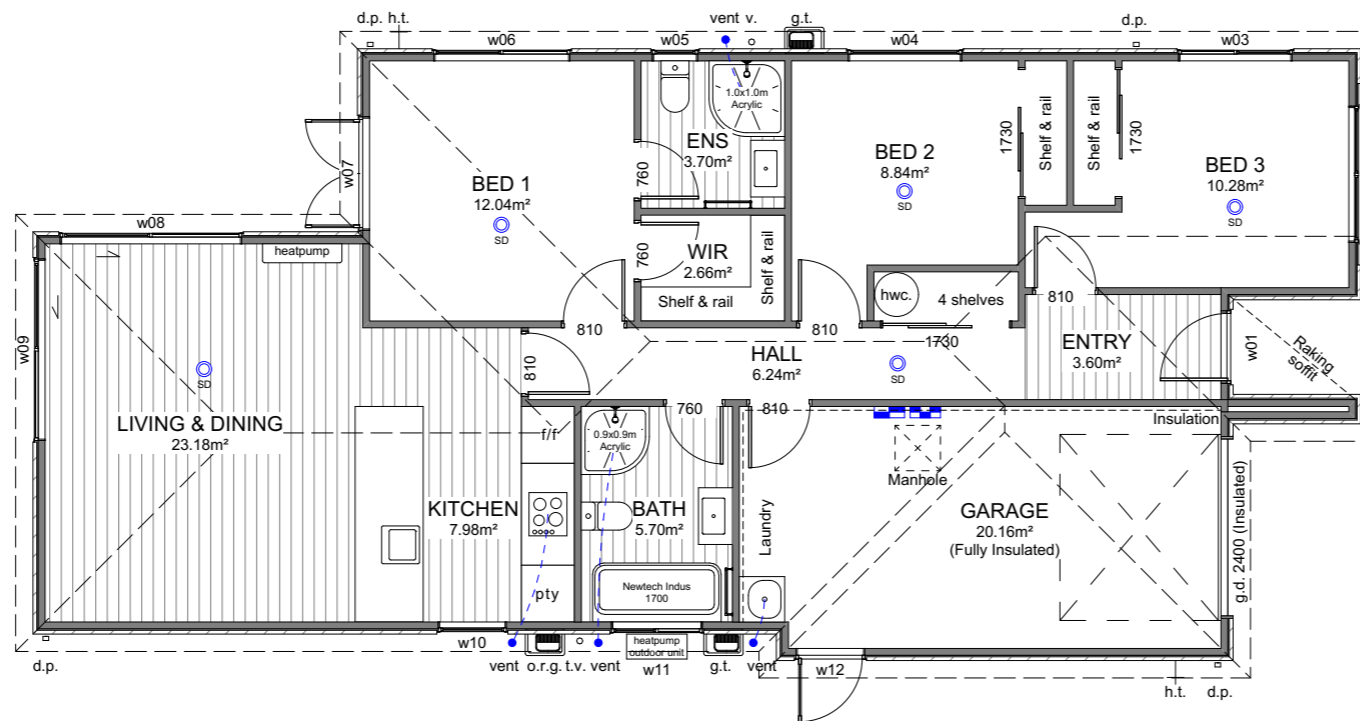 d.p. h.t.
vent v.
g.t.
d.p.
w06
w05
w04
w03
1.0x1.0m
Acrylic
ENS
3.70m²
760
BED 1
12.04m²
SD
w07
BED 2
8.84m²
SD
1730
Shelf & rail
Shelf & rail
1730
BED 3
10.28m²
SD
w08
heatpump
760
WIR
2.66m²
Shelf & rail
Shelf & rail
hwc.
4 shelves
810
810
1730
810
HALL
6.24m²
SD
ENTRY
3.60m²
w01
Raking
soffit
w09
SD
810
LIVING & DINING
23.18m²
f/f
0.9x0.9m
Acrylic
760
810
Insulation
Manhole
KITCHEN
7.98m²
BATH
5.70m²
Laundry
GARAGE
20.16m²
(Fully Insulated)
g.d. 2400 (Insulated)
pty
Newtech Indus
1700
d.p.
w10
vent o.r.g. t.v. vent
heatpump
outdoor unit
w11
g.t.
vent
w12
h.t.
d.p.